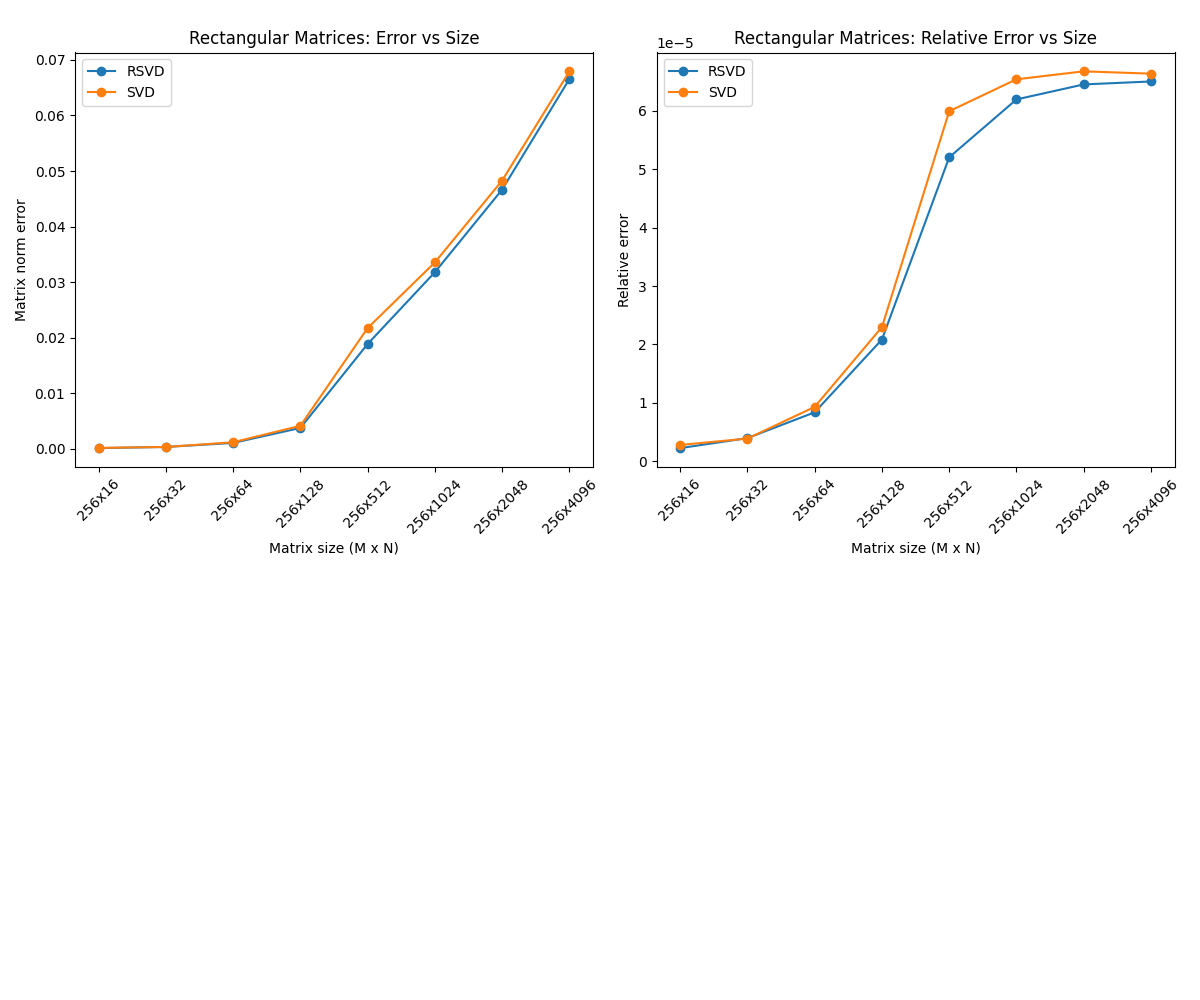 Rectangular Matrices: Error vs Size
RSVD
SVD
Matrix norm error
0.07
0.06
0.05
0.04
0.03
0.02
0.01
0.00
256x16
256x32
256x64
256x128
256x512
256x1024
256x2048
256x4096
Matrix size (M x N)
Rectangular Matrices: Relative Error vs Size
1e−5
RSVD
SVD
Relative error
6
5
4
3
2
1
0
256x16
256x32
256x64
256x128
256x512
256x1024
256x2048
256x4096
Matrix size (M x N)